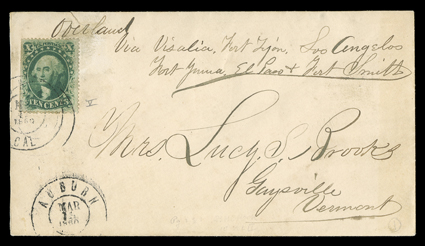 Overland
Via Visalia, Fort Tejon, Los Angelos
Fort Yuma, El Paso & Fort Smith
TEN CENTS
CAL.
Mrs. Lucy S. Brooks
Gaysville
Vermont
AUBURN
MAR